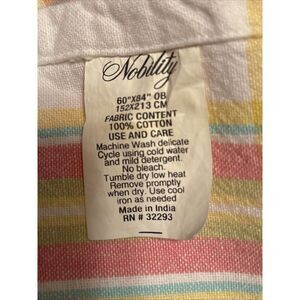 Nobility
60"X84" OB
152X213 CM
FABRIC CONTENT
100% COTTON
USE AND CARE
Machine Wash delicate
Cycle using cold water
and mild detergent.
No bleach.
Tumble dry low heat
Remove promptly
when dry. Use cool
iron as needed
Made in India
RN # 32293